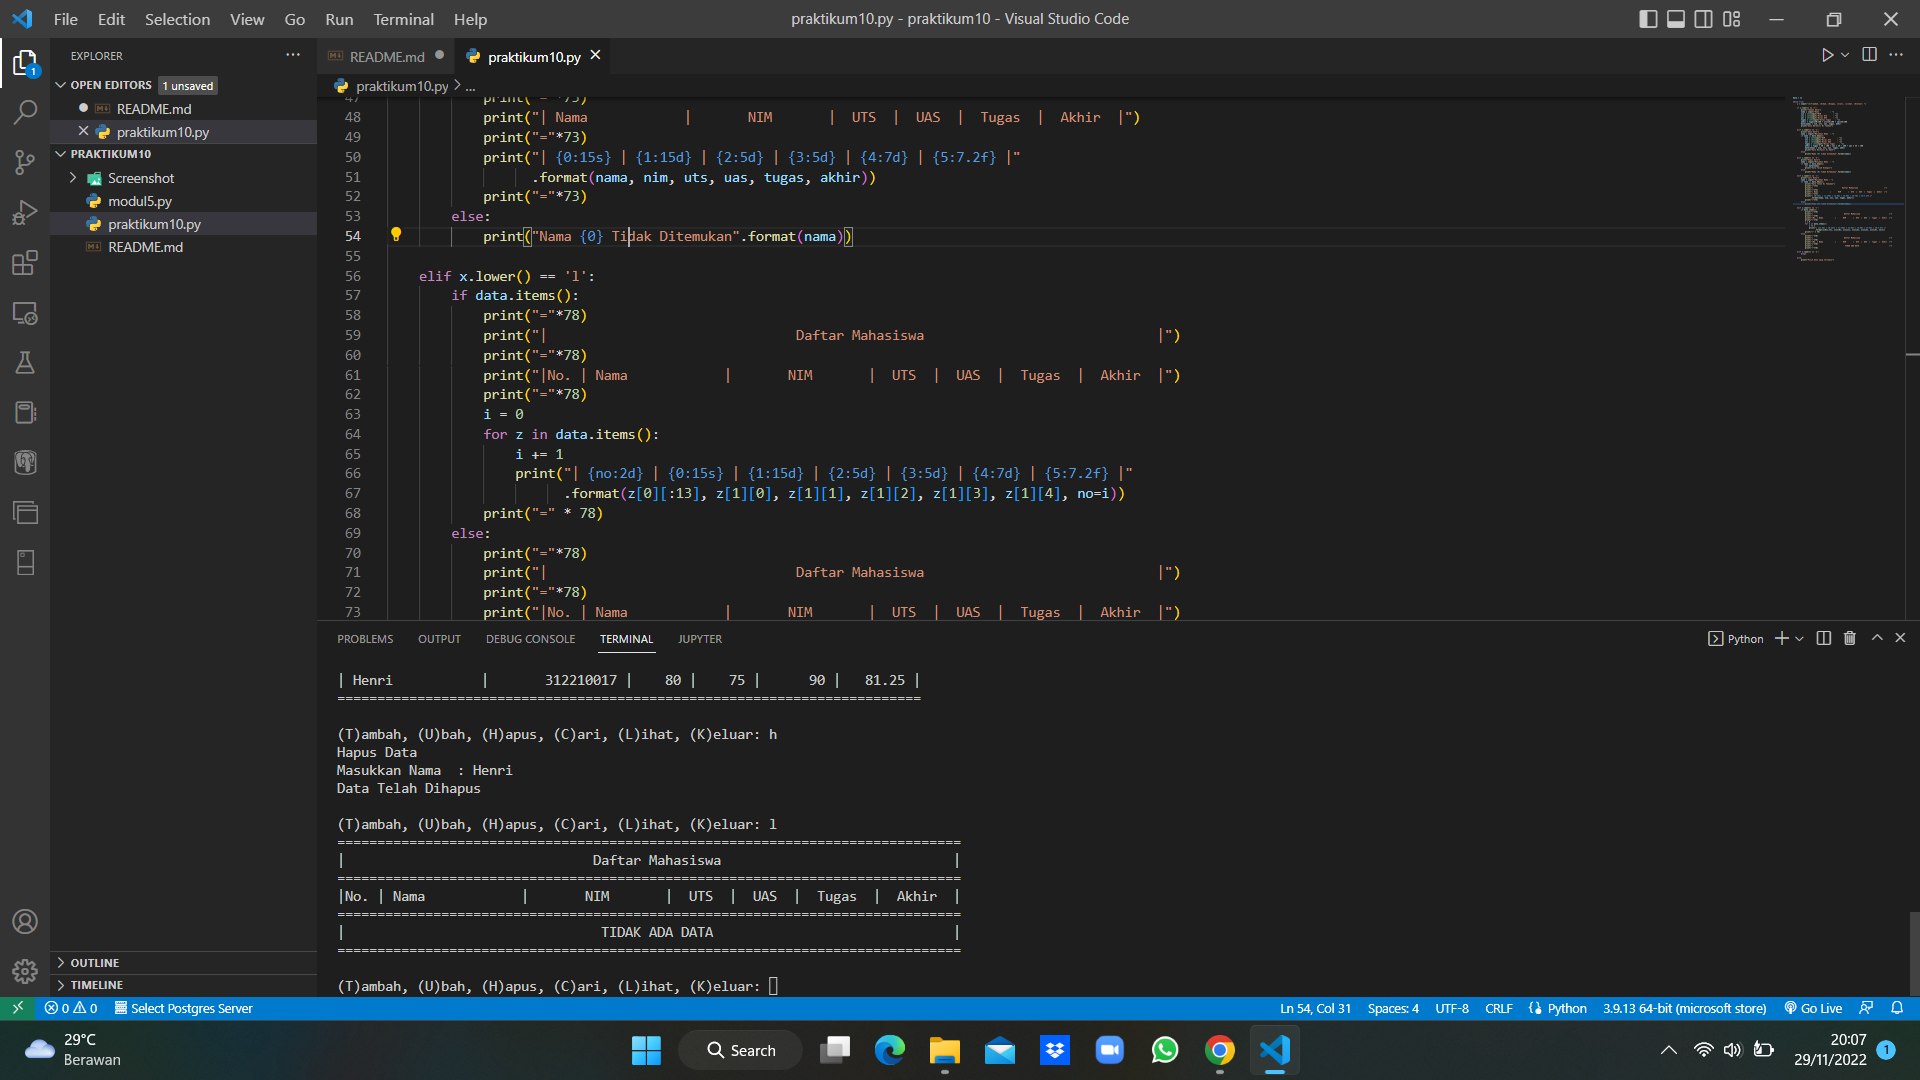 File Edit Selection View Go Run Terminal Help
praktikum10.py - praktikum10 - Visual Studio Code
EXPLORER
OPEN EDITORS 1 unsaved
README.md
praktikum10.py
PRAKTIKUM10
Screenshot
modul5.py
praktikum10.py
README.md
OUTLINE
TIMELINE
README.md praktikum10.py
praktikum10.py > ...
47 print("="*73)
48 print("| Nama | NIM | UTS | UAS | Tugas | Akhir |")
49 print("="*73)
50 print("| {0:15s} | {1:15d} | {2:5d} | {3:5d} | {4:7d} | {5:7.2f} |"
51 .format(nama, nim, uts, uas, tugas, akhir))
52 print("="*73)
53 else:
54 print("Nama {0} Tidak Ditemukan".format(nama))
55
56 elif x.lower() == 'l':
57 if data.items():
58 print("="*78)
59 print("| Daftar Mahasiswa |")
60 print("="*78)
61 print("|No. | Nama | NIM | UTS | UAS | Tugas | Akhir |")
62 print("="*78)
63 i = 0
64 for z in data.items():
65 i += 1
66 print("| {no:2d} | {0:15s} | {1:15d} | {2:5d} | {3:5d} | {4:7d} | {5:7.2f} |"
67 .format(z[0][:13], z[1][0], z[1][1], z[1][2], z[1][3], z[1][4], no=i))
68 print("=" * 78)
69 else:
70 print("="*78)
71 print("| Daftar Mahasiswa |")
72 print("="*78)
73 print("|No. | Nama | NIM | UTS | UAS | Tugas | Akhir |")
PROBLEMS OUTPUT DEBUG CONSOLE TERMINAL JUPYTER
Python
| Henri | 312210017 | 80 | 75 | 90 | 81.25 |
=========================================================================
(T)ambah, (U)bah, (H)apus, (C)ari, (L)ihat, (K)eluar: h
Hapus Data
Masukkan Nama : Henri
Data Telah Dihapus
(T)ambah, (U)bah, (H)apus, (C)ari, (L)ihat, (K)eluar: l
==============================================================================
| Daftar Mahasiswa |
==============================================================================
|No. | Nama | NIM | UTS | UAS | Tugas | Akhir |
==============================================================================
| TIDAK ADA DATA |
==============================================================================
(T)ambah, (U)bah, (H)apus, (C)ari, (L)ihat, (K)eluar:
0 0 Select Postgres Server Ln 54, Col 31 Spaces: 4 UTF-8 CRLF Python 3.9.13 64-bit (microsoft store) Go Live
29°C
Berawan
Search
20:07
29/11/2022
1